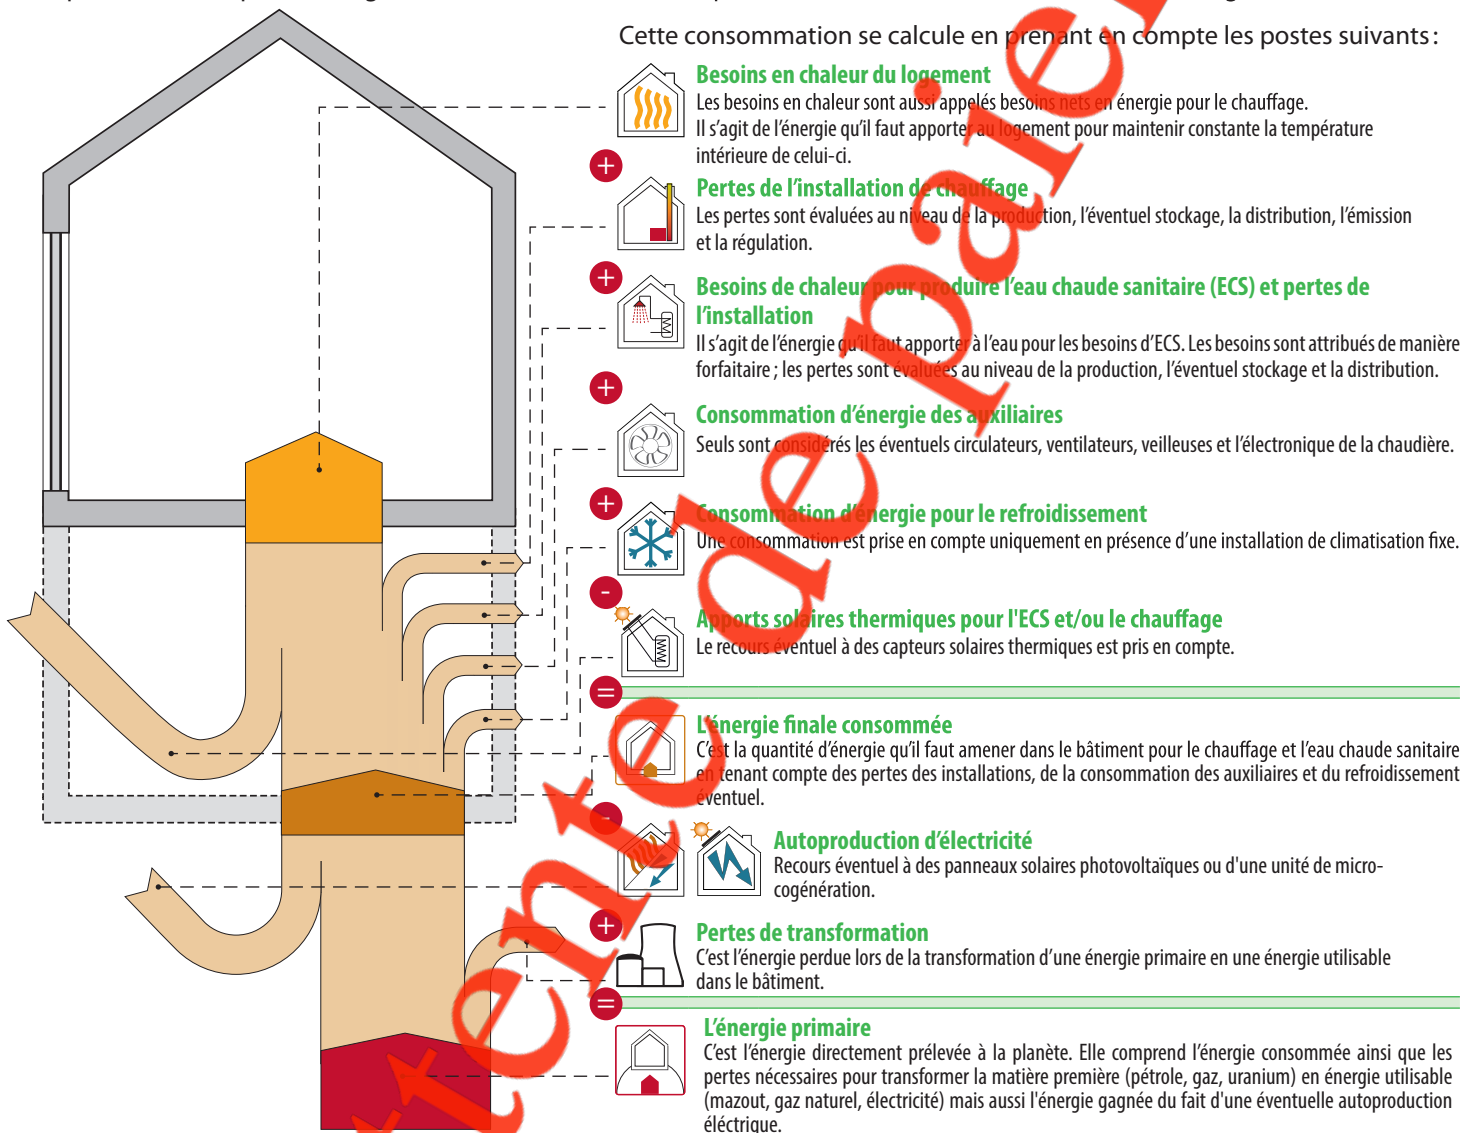 Cette consommation se calcule en prenant en compte les postes suivants :
Besoins en chaleur du logement
Les besoins en chaleur sont aussi appelés besoins nets en énergie pour le chauffage.
Il s'agit de l'énergie qu'il faut apporter au logement pour maintenir constante la température
intérieure de celui-ci.
+
Pertes de l'installation de chauffage
Les pertes sont évaluées au niveau de la production, l'éventuel stockage, la distribution, l'émission
et la régulation.
+
Besoins de chaleur pour produire l'eau chaude sanitaire (ECS) et pertes de
l'installation
Il s'agit de l'énergie qu'il faut apporter à l'eau pour les besoins d'ECS. Les besoins sont attribués de manière
forfaitaire ; les pertes sont évaluées au niveau de la production, l'éventuel stockage et la distribution.
+
Consommation d'énergie des auxiliaires
Seuls sont considérés les éventuels circulateurs, ventilateurs, veilleuses et l'électronique de la chaudière.
+
Consommation d'énergie pour le refroidissement
Une consommation est prise en compte uniquement en présence d'une installation de climatisation fixe.
-
Apports solaires thermiques pour l'ECS et/ou le chauffage
Le recours éventuel à des capteurs solaires thermiques est pris en compte.
=
L'énergie finale consommée
C'est la quantité d'énergie qu'il faut amener dans le bâtiment pour le chauffage et l'eau chaude sanitaire
en tenant compte des pertes des installations, de la consommation des auxiliaires et du refroidissement
éventuel.
-
Autoproduction d'électricité
Recours éventuel à des panneaux solaires photovoltaïques ou d'une unité de micro-
cogénération.
+
Pertes de transformation
C'est l'énergie perdue lors de la transformation d'une énergie primaire en une énergie utilisable
dans le bâtiment.
=
L'énergie primaire
C'est l'énergie directement prélevée à la planète. Elle comprend l'énergie consommée ainsi que les
pertes nécessaires pour transformer la matière première (pétrole, gaz, uranium) en énergie utilisable
(mazout, gaz naturel, électricité) mais aussi l'énergie gagnée du fait d'une éventuelle autoproduction
éléctrique.
ttente de paie